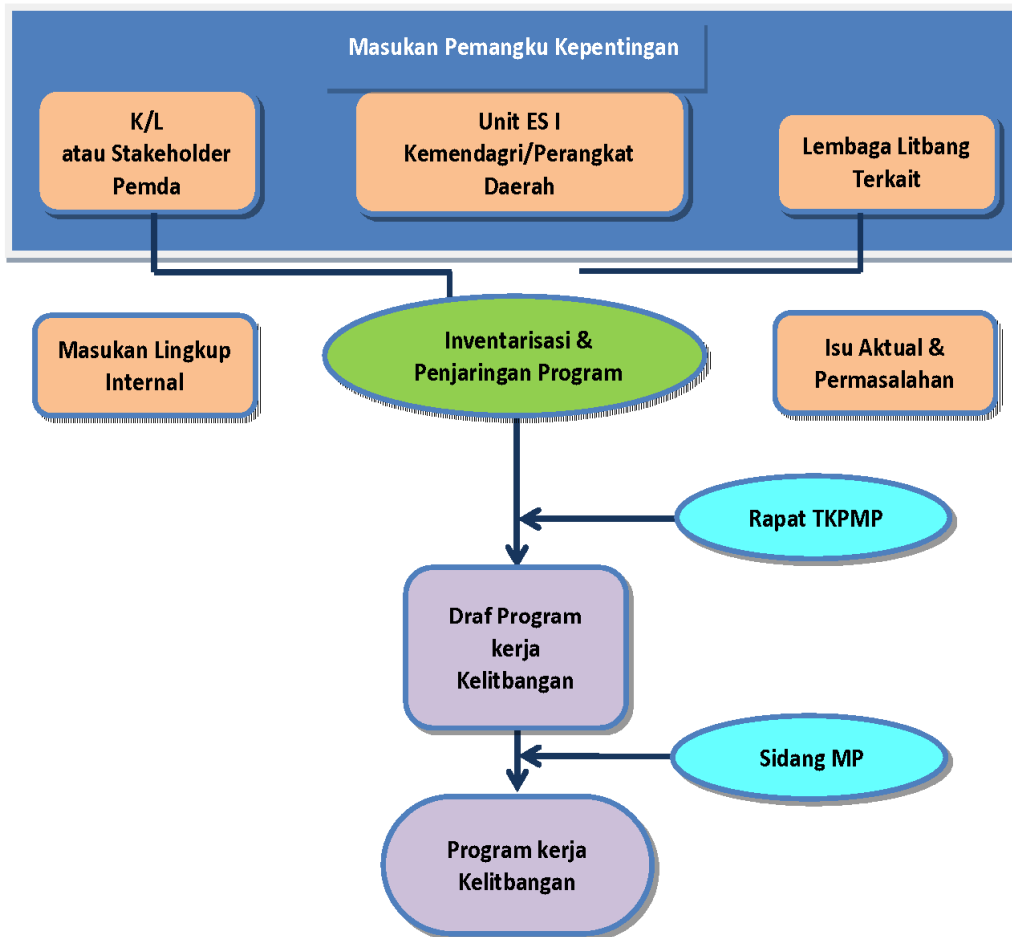 Masukan Pemangku Kepentingan
K/L
atau Stakeholder
Pemda
Unit ES I
Kemendagri/Perangkat
Daerah
Lembaga Litbang
Terkait
Masukan Lingkup
Internal
Inventarisasi &
Penjaringan Program
Isu Aktual &
Permasalahan
Rapat TKPMP
Draf Program
kerja
Kelitbangan
Sidang MP
Program kerja
Kelitbangan